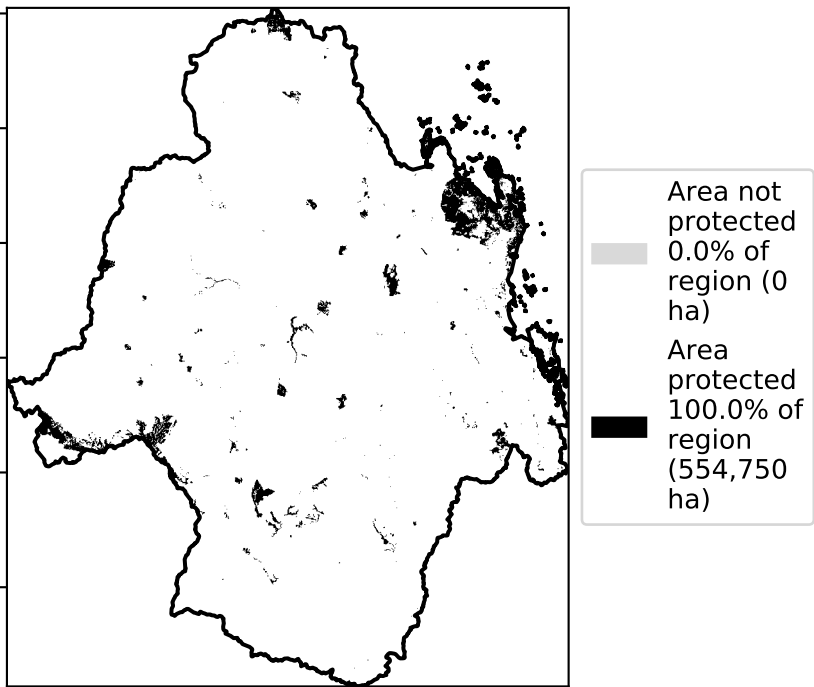 Area not
protected
0.0% of
region (0
ha)
Area
protected
100.0% of
region
(554,750
ha)